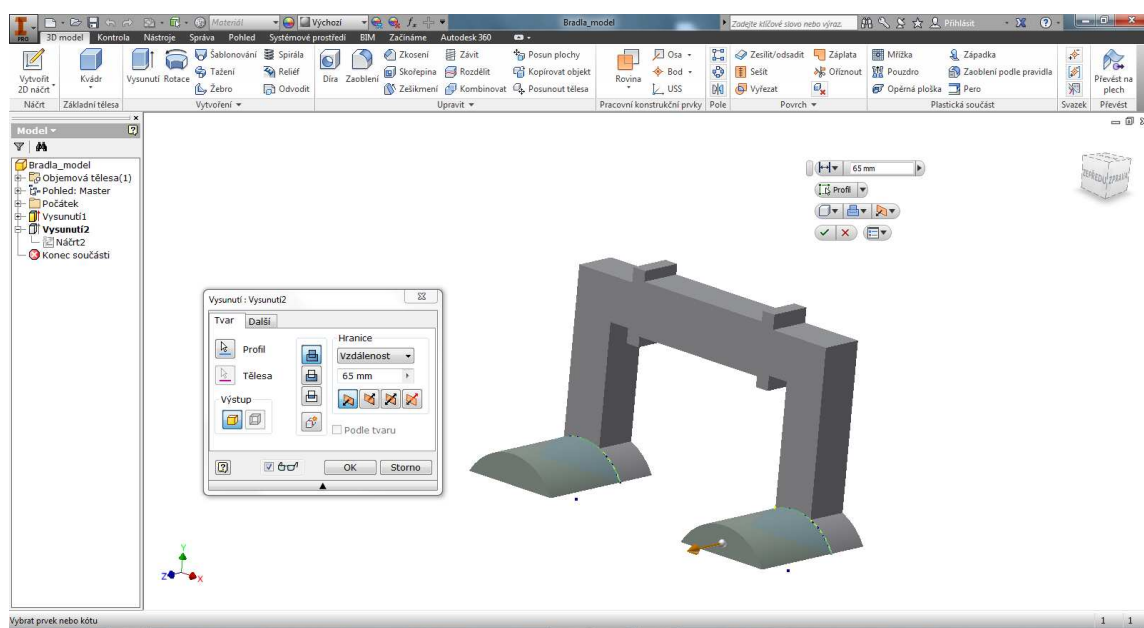 I PRO
Materiál Výchozí fx Bradla_model Zadejte klíčové slovo nebo výraz. Přihlásit
3D model Kontrola Nástroje Správa Pohled Systémové prostředí BIM Začínáme Autodesk 360
Vytvořit 2D náčrt
Kvádr
Vysunutí Rotace
Šablonování Spirála
Tažení Reliéf
Žebro Odvodit
Díra Zaoblení
Zkosení Závit Posun plochy
Skořepina Rozdělit Kopírovat objekt
Zešikmení Kombinovat Posunout tělesa
Rovina
Osa
Bod
USS
Zesílit/odsadit Záplata
Sešít Oříznout
Vyřezat
Mřížka Západka
Pouzdro Zaoblení podle pravidla
Opěrná ploška Pero
Převést na plech
Náčrt Základní tělesa Vytvoření Upravit Pracovní konstrukční prvky Pole Povrch Plastická součást Svazek Převést
Model
Bradla_model
Objemová tělesa(1)
Pohled: Master
Počátek
Vysunutí1
Vysunutí2
Náčrt2
Konec součásti
65 mm
Profil
ZEPŘEDU ZPRAVA
Vysunutí : Vysunutí2
Tvar Další
Profil
Tělesa
Výstup
Hranice
Vzdálenost
65 mm
Podle tvaru
OK Storno
Y
Z X
Vybrat prvek nebo kótu 1 1